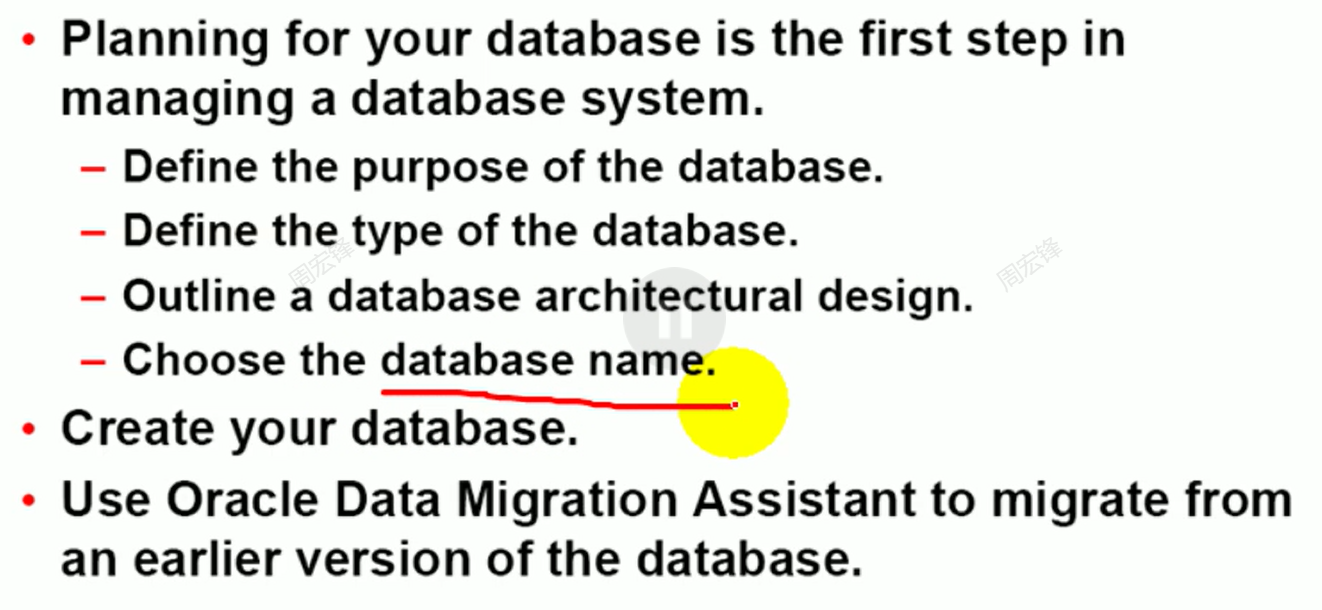 • Planning for your database is the first step in
managing a database system.
– Define the purpose of the database.
– Define the type of the database.
– Outline a database architectural design.
– Choose the database name.
• Create your database.
• Use Oracle Data Migration Assistant to migrate from
an earlier version of the database.
周宏锋
周宏锋